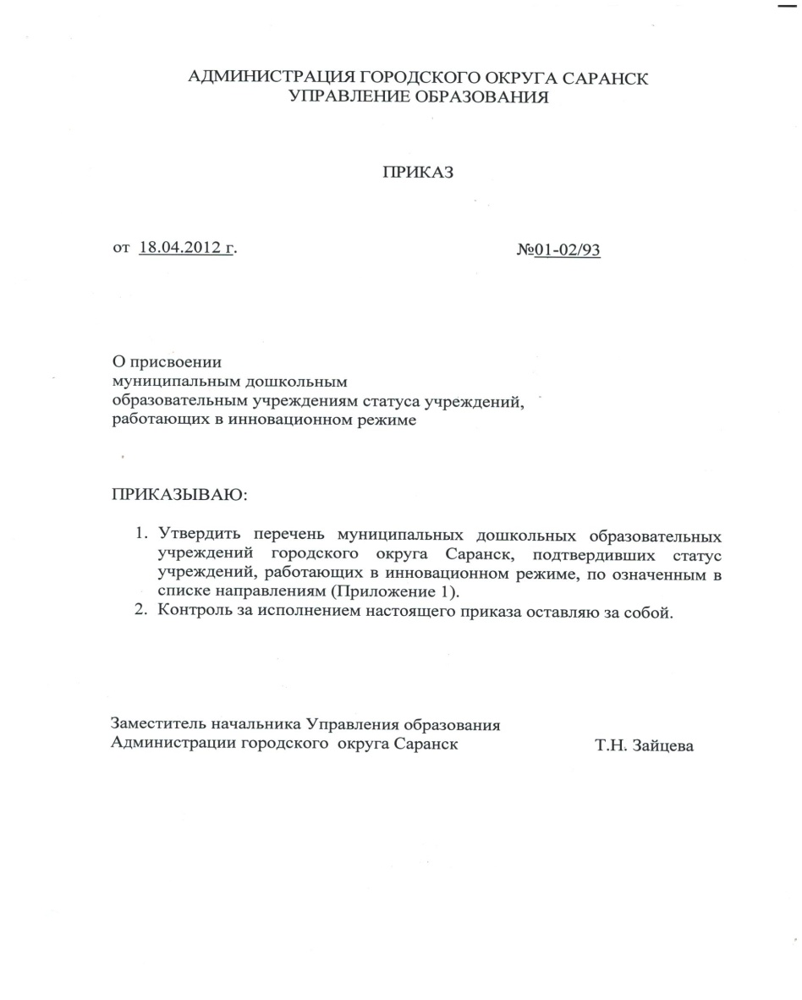 АДМИНИСТРАЦИЯ ГОРОДСКОГО ОКРУГА САРАНСК
УПРАВЛЕНИЕ ОБРАЗОВАНИЯ
ПРИКАЗ
от 18.04.2012 г. №01-02/93
О присвоении
муниципальным дошкольным
образовательным учреждениям статуса учреждений,
работающих в инновационном режиме
ПРИКАЗЫВАЮ:
1. Утвердить перечень муниципальных дошкольных образовательных
учреждений городского округа Саранск, подтвердивших статус
учреждений, работающих в инновационном режиме, по означенным в
списке направлениям (Приложение 1).
2. Контроль за исполнением настоящего приказа оставляю за собой.
Заместитель начальника Управления образования
Администрации городского округа Саранск Т.Н. Зайцева